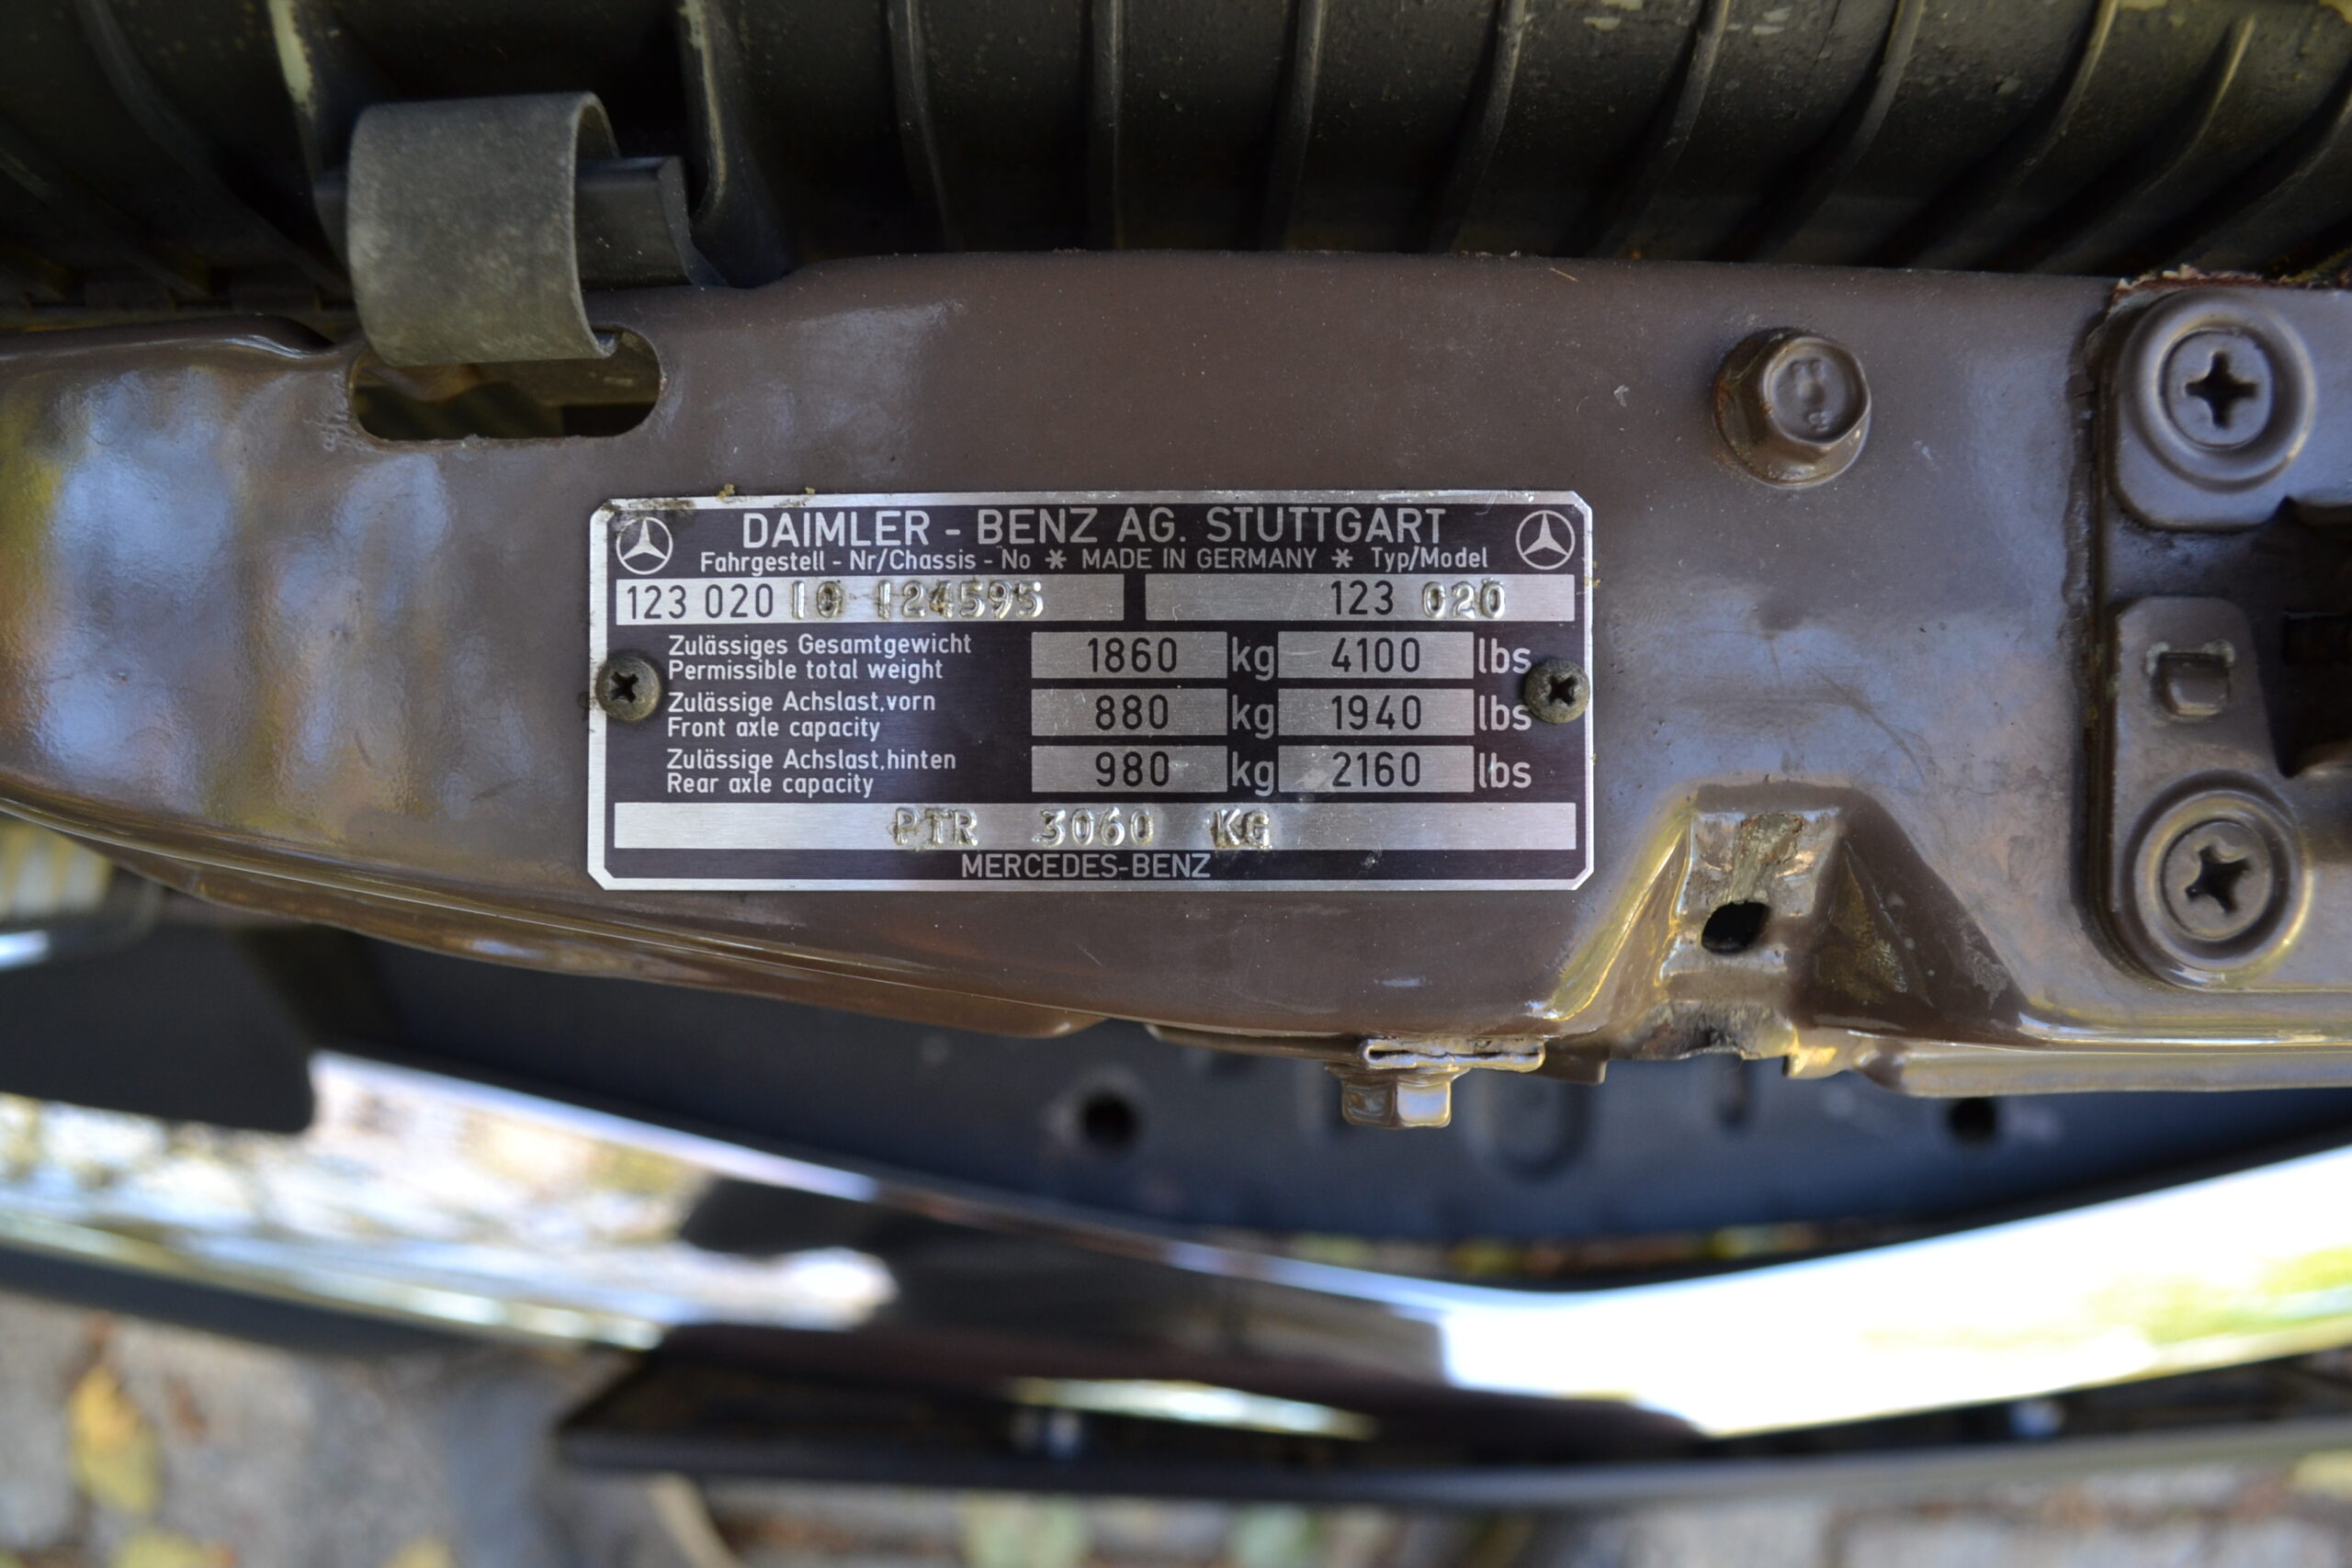 DAIMLER - BENZ AG. STUTTGART
Fahrgestell - Nr/Chassis - No * MADE IN GERMANY * Typ/Model
123 020 10 124595 123 020
Zulässiges Gesamtgewicht
Permissible total weight 1860 kg 4100 lbs
Zulässige Achslast,vorn
Front axle capacity 880 kg 1940 lbs
Zulässige Achslast,hinten
Rear axle capacity 980 kg 2160 lbs
PTR 3060 KG
MERCEDES-BENZ